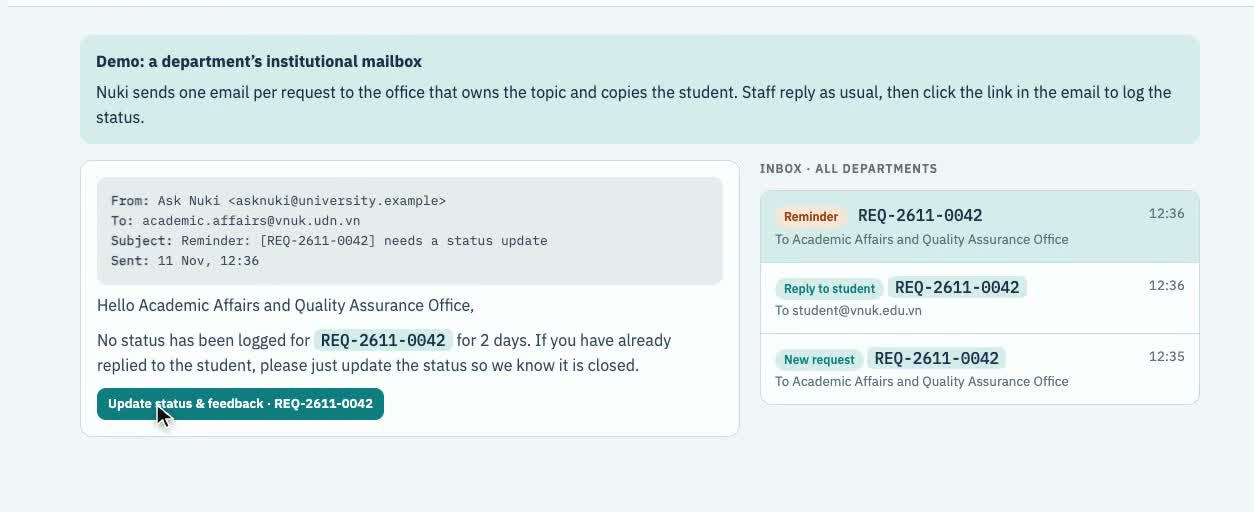 Demo: a department’s institutional mailbox
Nuki sends one email per request to the office that owns the topic and copies the student. Staff reply as usual, then click the link in the email to log the
status.
From: Ask Nuki <asknuki@university.example>
To: academic.affairs@vnuk.udn.vn
Subject: Reminder: [REQ-2611-0042] needs a status update
Sent: 11 Nov, 12:36
Hello Academic Affairs and Quality Assurance Office,
No status has been logged for REQ-2611-0042 for 2 days. If you have already
replied to the student, please just update the status so we know it is closed.
Update status & feedback · REQ-2611-0042
INBOX · ALL DEPARTMENTS
Reminder REQ-2611-0042 12:36
To Academic Affairs and Quality Assurance Office
Reply to student REQ-2611-0042 12:36
To student@vnuk.edu.vn
New request REQ-2611-0042 12:35
To Academic Affairs and Quality Assurance Office